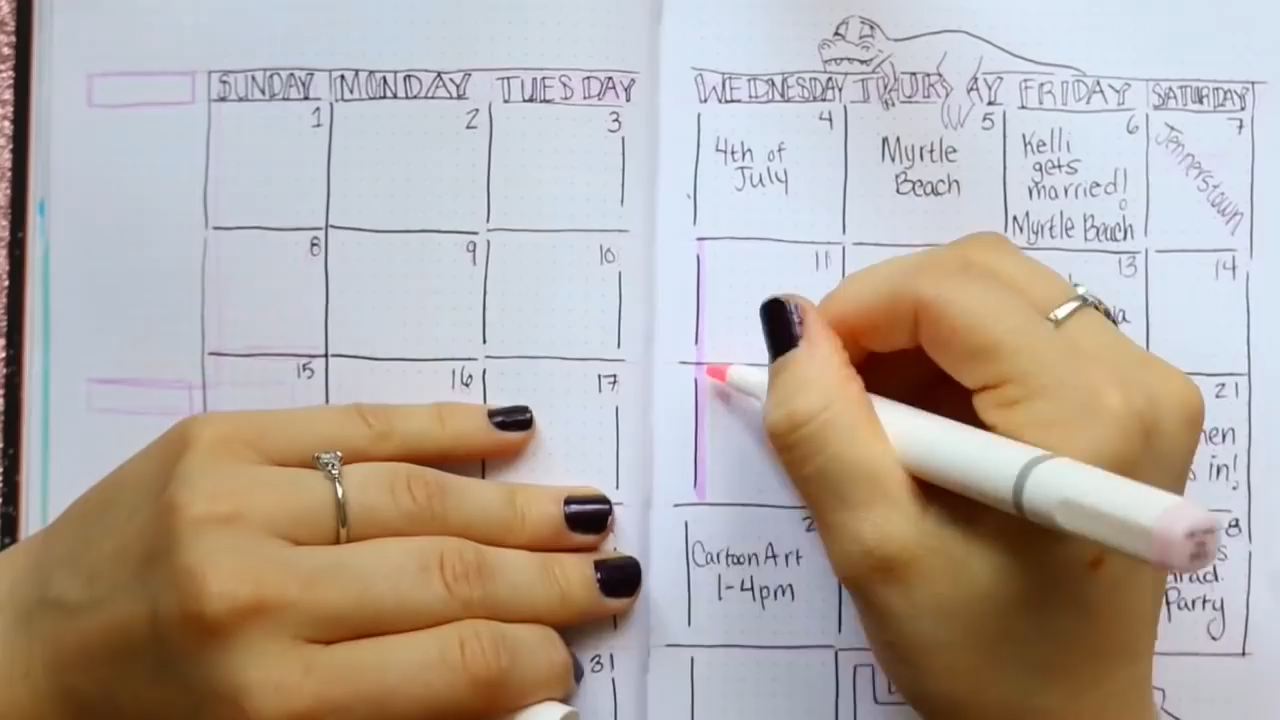 SUNDAY MONDAY TUESDAY WEDNESDAY FRIDAY SATURDAY
1 2 3 4 5 6 7
4th of
July
Myrtle
Beach
Kelli
gets
married!
Myrtle Beach
Jennerstown
8 9 10 11 13 14
15 16 17 21
in!
Cartoon Art
1-4pm
Party
31